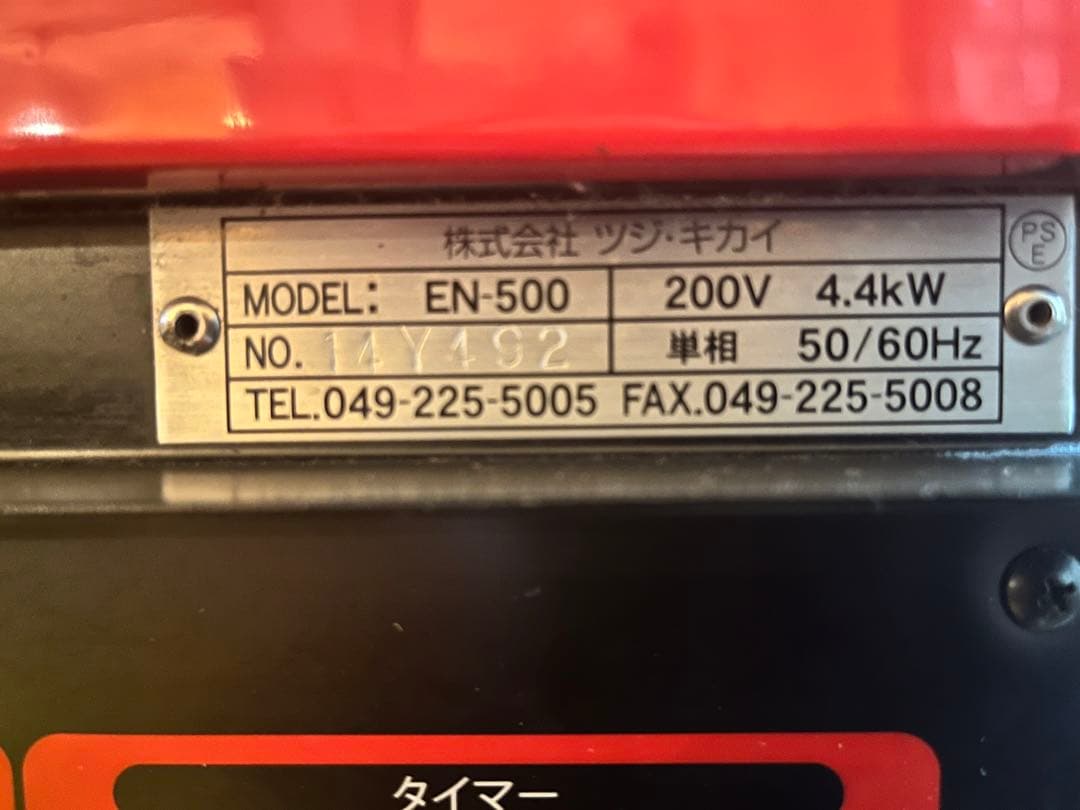 株式会社 ツジ・キカイ
PSE
MODEL: EN-500 200V 4.4kW
NO. 14Y492 単相 50/60Hz
TEL.049-225-5005 FAX.049-225-5008
タイマー